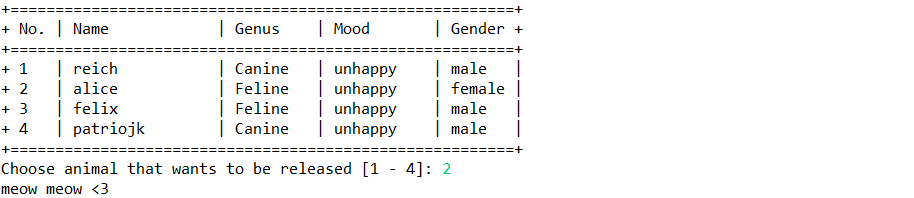 +=======================================================+
+ No. | Name            | Genus    | Mood       | Gender +
+=======================================================+
+ 1   | reich           | Canine   | unhappy    | male   |
+ 2   | alice           | Feline   | unhappy    | female |
+ 3   | felix           | Feline   | unhappy    | male   |
+ 4   | patriojk        | Canine   | unhappy    | male   |
+=======================================================+
Choose animal that wants to be released [1 - 4]: 2
meow meow <3